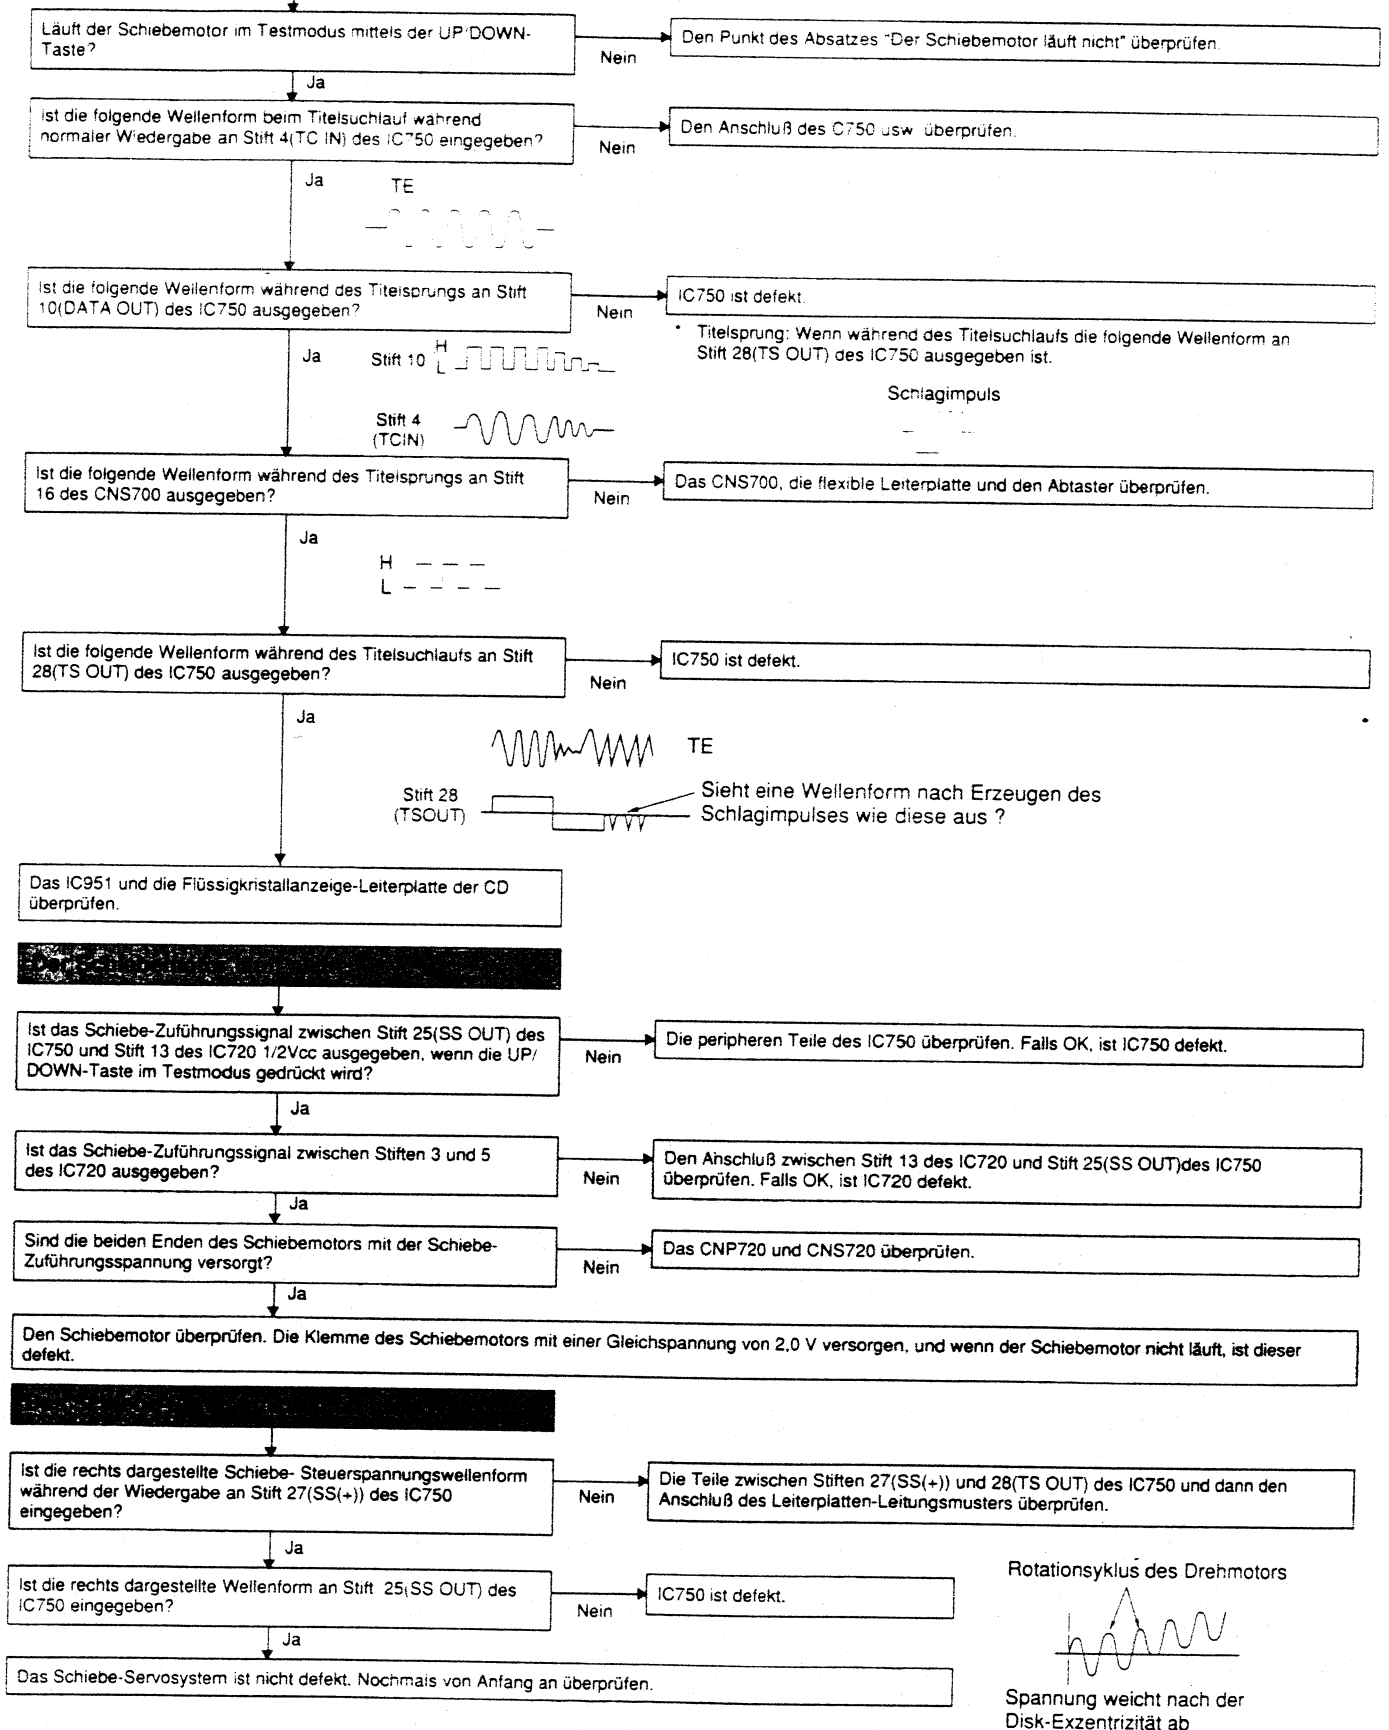 Läuft der Schiebemotor im Testmodus mittels der UP/DOWN-
Taste?
Nein
Den Punkt des Absatzes "Der Schiebemotor läuft nicht" überprüfen.
Ja
Ist die folgende Wellenform beim Titelsuchlauf während
normaler Wiedergabe an Stift 4(TC IN) des IC750 eingegeben?
Nein
Den Anschluß des C750 usw. überprüfen.
Ja
TE
Ist die folgende Wellenform während des Titelsprungs an Stift
10(DATA OUT) des IC750 ausgegeben?
Nein
IC750 ist defekt.
* Titelsprung: Wenn während des Titelsuchlaufs die folgende Wellenform an
Stift 28(TS OUT) des IC750 ausgegeben ist.
Ja
Stift 10 H
L
Schlagimpuls
Stift 4
(TCIN)
Ist die folgende Wellenform während des Titelsprungs an Stift
16 des CNS700 ausgegeben?
Nein
Das CNS700, die flexible Leiterplatte und den Abtaster überprüfen.
Ja
H
L
Ist die folgende Wellenform während des Titelsuchlaufs an Stift
28(TS OUT) des IC750 ausgegeben?
Nein
IC750 ist defekt.
Ja
TE
Stift 28
(TSOUT)
Sieht eine Wellenform nach Erzeugen des
Schlagimpulses wie diese aus ?
Das IC951 und die Flüssigkristallanzeige-Leiterplatte der CD
überprüfen.
Ist das Schiebe-Zuführungssignal zwischen Stift 25(SS OUT) des
IC750 und Stift 13 des IC720 1/2Vcc ausgegeben, wenn die UP/
DOWN-Taste im Testmodus gedrückt wird?
Nein
Die peripheren Teile des IC750 überprüfen. Falls OK, ist IC750 defekt.
Ja
Ist das Schiebe-Zuführungssignal zwischen Stiften 3 und 5
des IC720 ausgegeben?
Nein
Den Anschluß zwischen Stift 13 des IC720 und Stift 25(SS OUT)des IC750
überprüfen. Falls OK, ist IC720 defekt.
Ja
Sind die beiden Enden des Schiebemotors mit der Schiebe-
Zuführungsspannung versorgt?
Nein
Das CNP720 und CNS720 überprüfen.
Ja
Den Schiebemotor überprüfen. Die Klemme des Schiebemotors mit einer Gleichspannung von 2,0 V versorgen, und wenn der Schiebemotor nicht läuft, ist dieser
defekt.
Ist die rechts dargestellte Schiebe- Steuerspannungswellenform
während der Wiedergabe an Stift 27(SS(+)) des IC750
eingegeben?
Nein
Die Teile zwischen Stiften 27(SS(+)) und 28(TS OUT) des IC750 und dann den
Anschluß des Leiterplatten-Leitungsmusters überprüfen.
Ja
Ist die rechts dargestellte Wellenform an Stift 25(SS OUT) des
IC750 eingegeben?
Nein
IC750 ist defekt.
Ja
Das Schiebe-Servosystem ist nicht defekt. Nochmals von Anfang an überprüfen.
Rotationsyklus des Drehmotors
Spannung weicht nach der
Disk-Exzentrizität ab